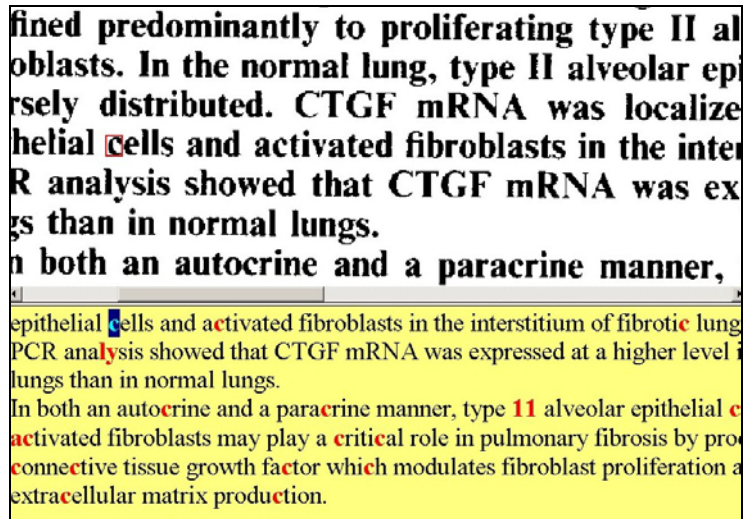 fined predominantly to proliferating type II al
oblasts. In the normal lung, type II alveolar epi
rsely distributed. CTGF mRNA was localize
helial cells and activated fibroblasts in the inter
R analysis showed that CTGF mRNA was ex
gs than in normal lungs.
n both an autocrine and a paracrine manner,
epithelial cells and activated fibroblasts in the interstitium of fibrotic lung
PCR analysis showed that CTGF mRNA was expressed at a higher level i
lungs than in normal lungs.
In both an autocrine and a paracrine manner, type 11 alveolar epithelial c
activated fibroblasts may play a critical role in pulmonary fibrosis by pro
connective tissue growth factor which modulates fibroblast proliferation a
extracellular matrix production.